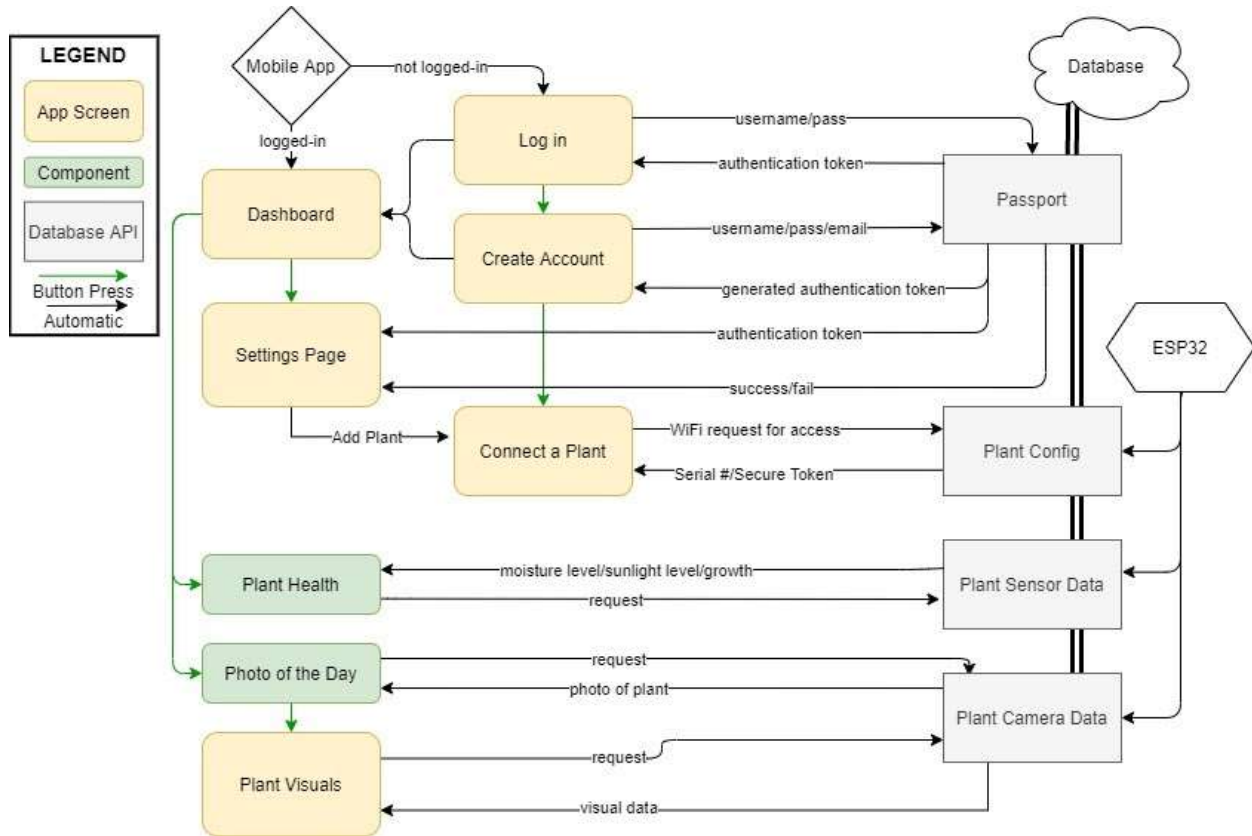 LEGEND
App Screen
Component
Database API
Button Press
Automatic
Mobile App
not logged-in
logged-in
Database
Log in
username/pass
authentication token
Passport
Dashboard
Create Account
username/pass/email
generated authentication token
Settings Page
authentication token
success/fail
ESP32
Add Plant
Connect a Plant
WiFi request for access
Serial #/Secure Token
Plant Config
Plant Health
moisture level/sunlight level/growth
request
Plant Sensor Data
Photo of the Day
request
photo of plant
Plant Camera Data
Plant Visuals
request
visual data